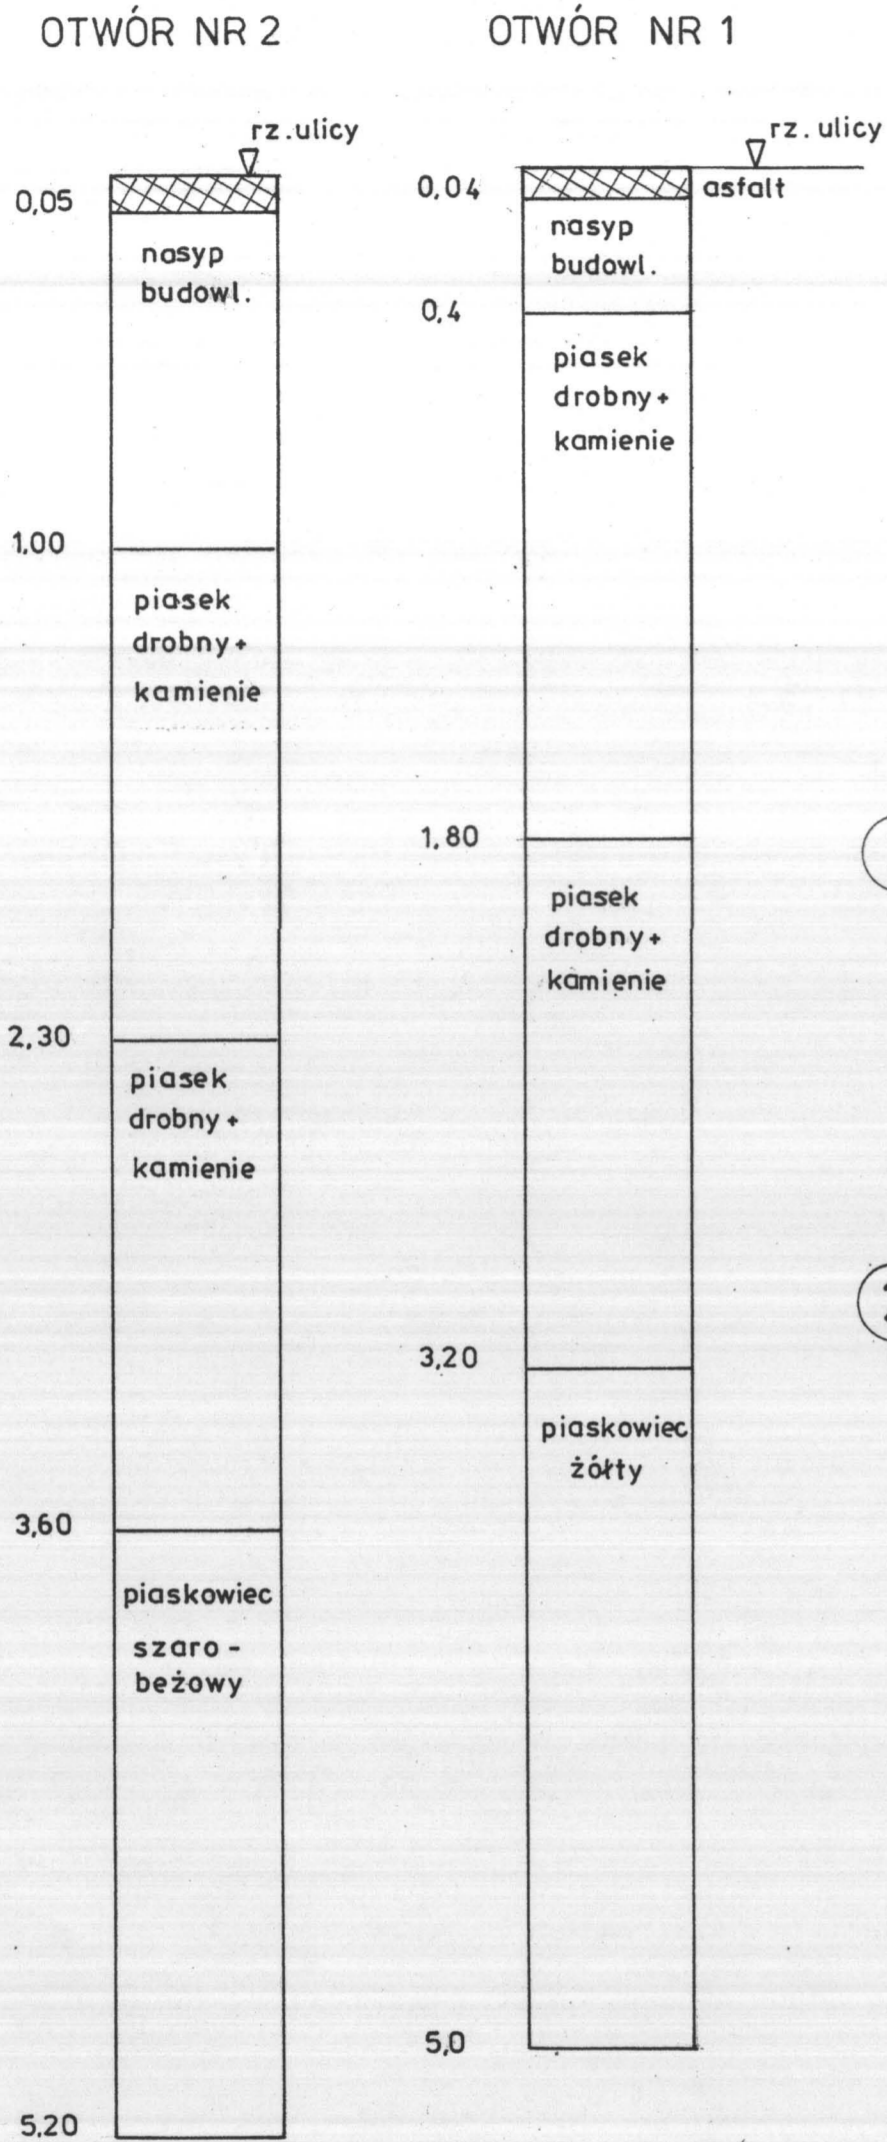 OTWÓR NR 2
rz.ulicy
0,05
nasyp
budowl.
1,00
piasek
drobny+
kamienie
2,30
piasek
drobny+
kamienie
3,60
piaskowiec
szaro-
beżowy
5,20
OTWÓR NR 1
rz.ulicy
0,04
asfalt
nasyp
budowl.
0,4
piasek
drobny+
kamienie
1,80
piasek
drobny+
kamienie
3,20
piaskowiec
żółty
5,0